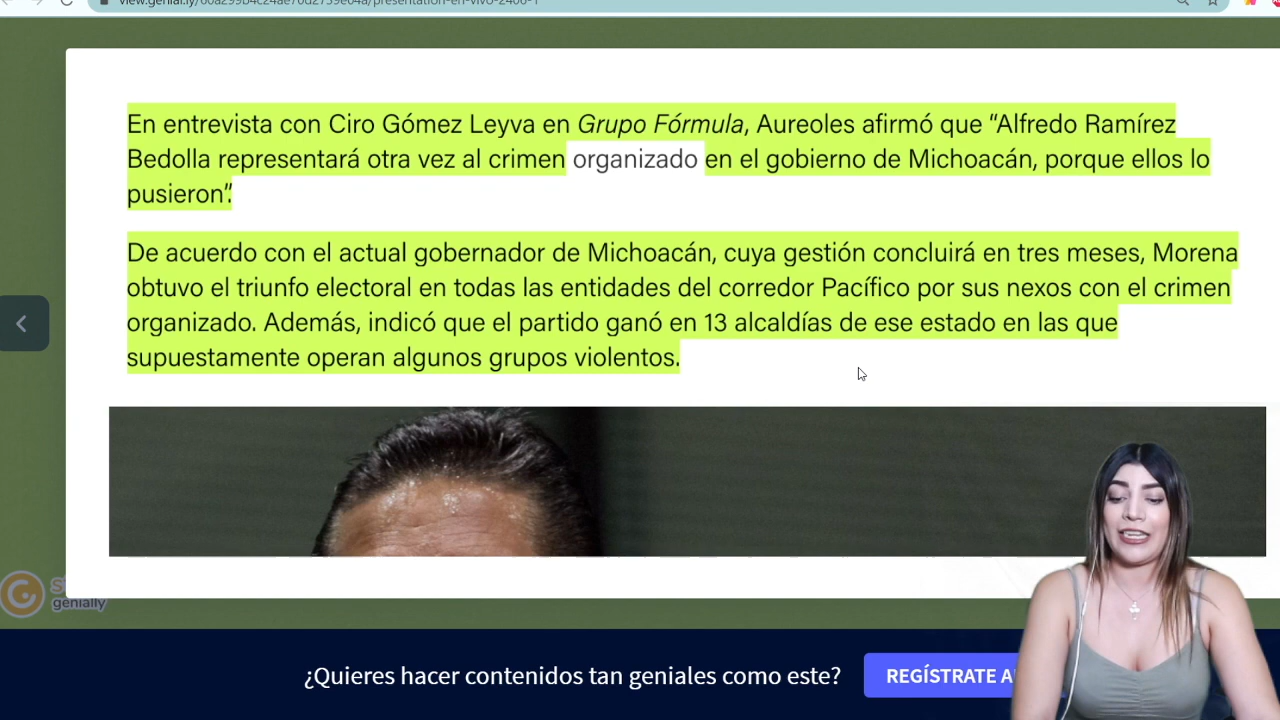 En entrevista con Ciro Gómez Leyva en Grupo Fórmula, Aureoles afirmó que “Alfredo Ramírez
Bedolla representará otra vez al crimen organizado en el gobierno de Michoacán, porque ellos lo
pusieron”.
De acuerdo con el actual gobernador de Michoacán, cuya gestión concluirá en tres meses, Morena
obtuvo el triunfo electoral en todas las entidades del corredor Pacífico por sus nexos con el crimen
organizado. Además, indicó que el partido ganó en 13 alcaldías de ese estado en las que
supuestamente operan algunos grupos violentos.
genially
¿Quieres hacer contenidos tan geniales como este?
REGÍSTRATE